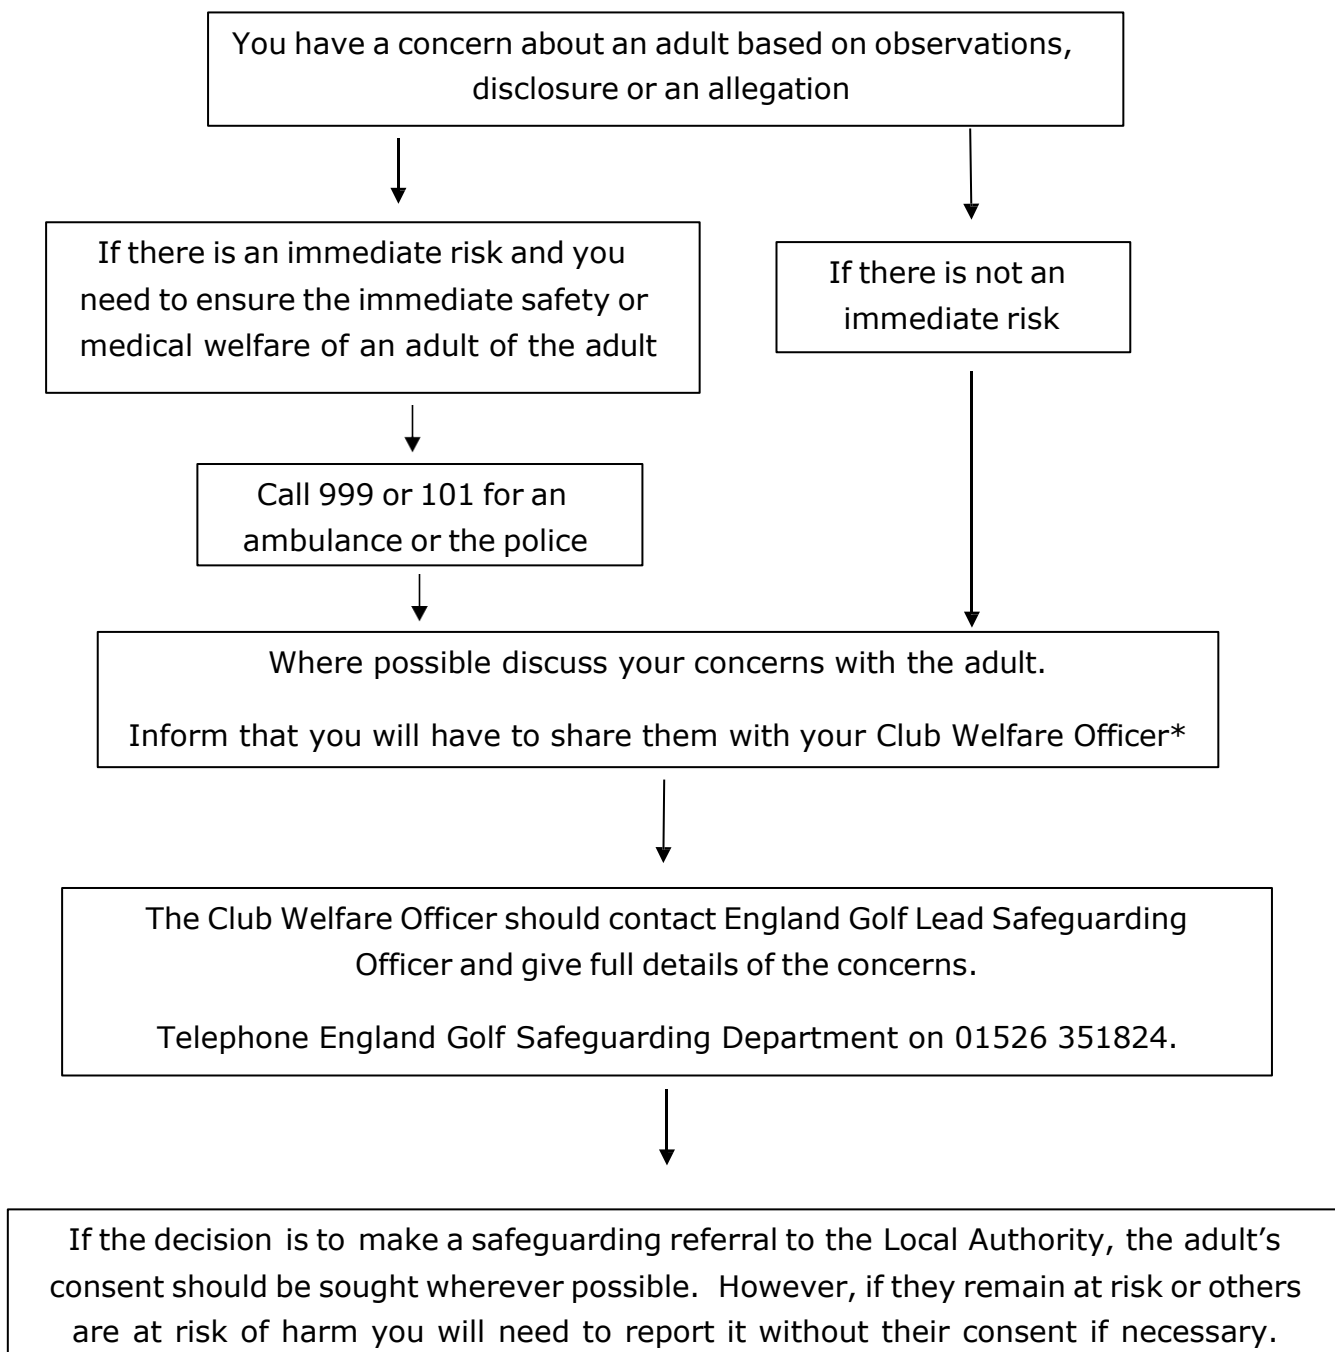 You have a concern about an adult based on observations,
disclosure or an allegation
If there is an immediate risk and you
need to ensure the immediate safety or
medical welfare of an adult of the adult
If there is not an
immediate risk
Call 999 or 101 for an
ambulance or the police
Where possible discuss your concerns with the adult.
Inform that you will have to share them with your Club Welfare Officer*
The Club Welfare Officer should contact England Golf Lead Safeguarding
Officer and give full details of the concerns.
Telephone England Golf Safeguarding Department on 01526 351824.
If the decision is to make a safeguarding referral to the Local Authority, the adult’s
consent should be sought wherever possible. However, if they remain at risk or others
are at risk of harm you will need to report it without their consent if necessary.